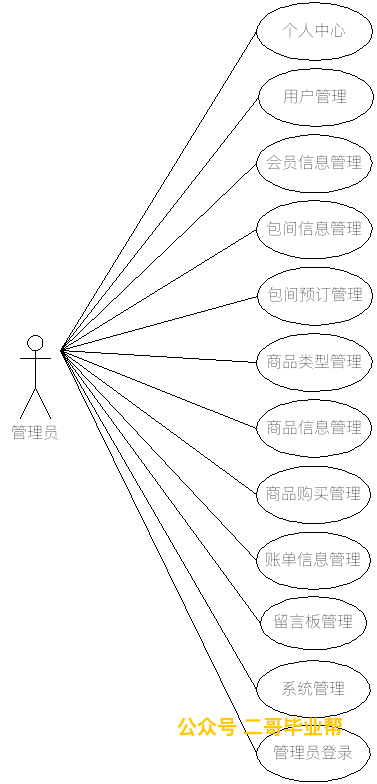 个人中心
用户管理
会员信息管理
包间信息管理
包间预订管理
商品类型管理
商品信息管理
管理员
商品购买管理
账单信息管理
留言板管理
系统管理
公众号 二哥毕业帮
管理员登录